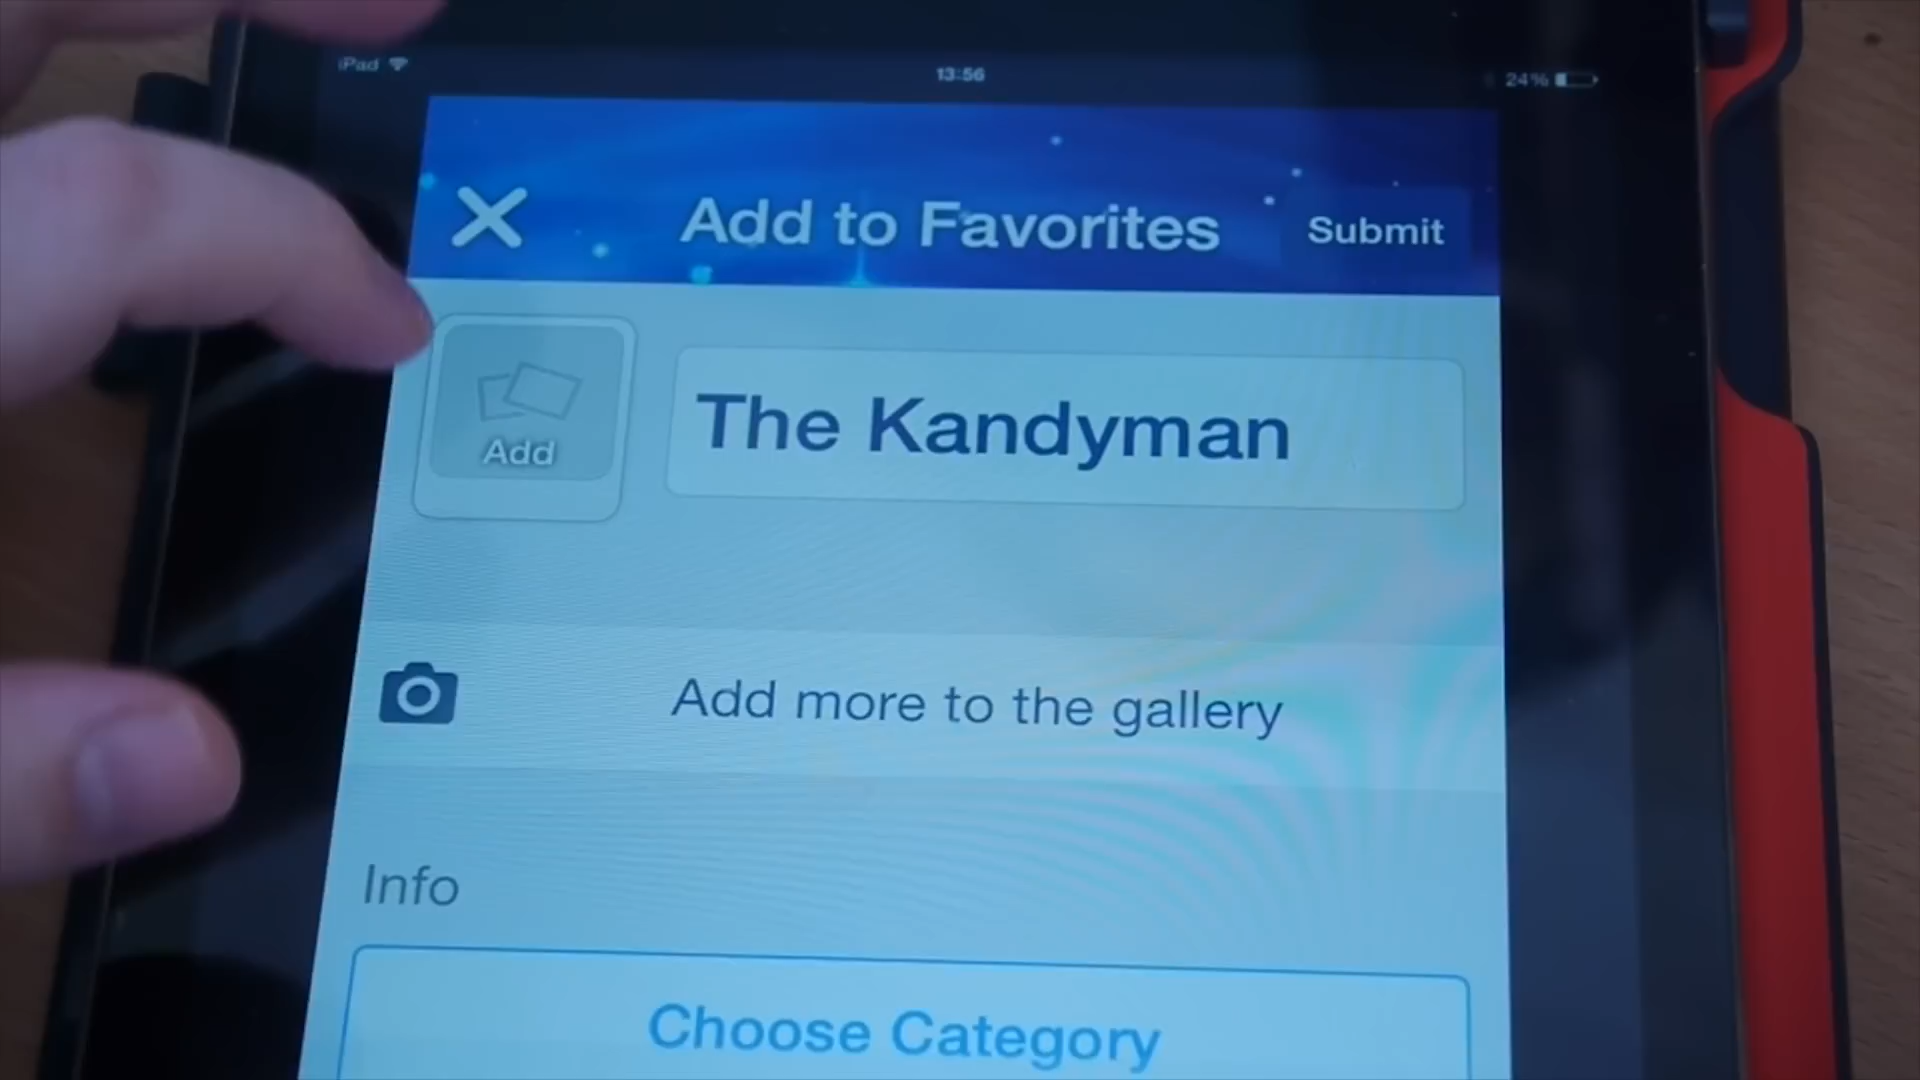 iPad
13:56
24%
Add to Favorites
Submit
Add
The Kandyman
Add more to the gallery
Info
Choose Category